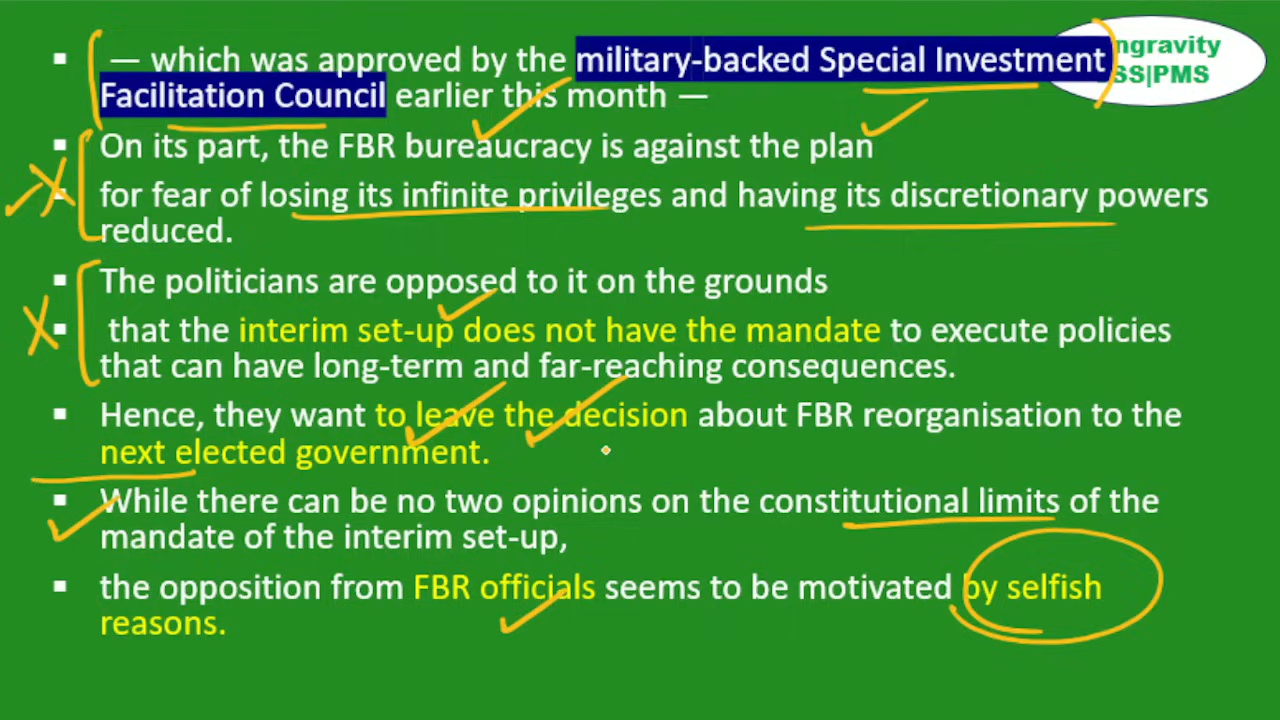 ▪ — which was approved by the military-backed Special Investment
Facilitation Council earlier this month —
▪ On its part, the FBR bureaucracy is against the plan
▪ for fear of losing its infinite privileges and having its discretionary powers
reduced.
▪ The politicians are opposed to it on the grounds
▪ that the interim set-up does not have the mandate to execute policies
that can have long-term and far-reaching consequences.
▪ Hence, they want to leave the decision about FBR reorganisation to the
next elected government.
▪ While there can be no two opinions on the constitutional limits of the
mandate of the interim set-up,
▪ the opposition from FBR officials seems to be motivated by selfish
reasons.
ngravity
SS|PMS